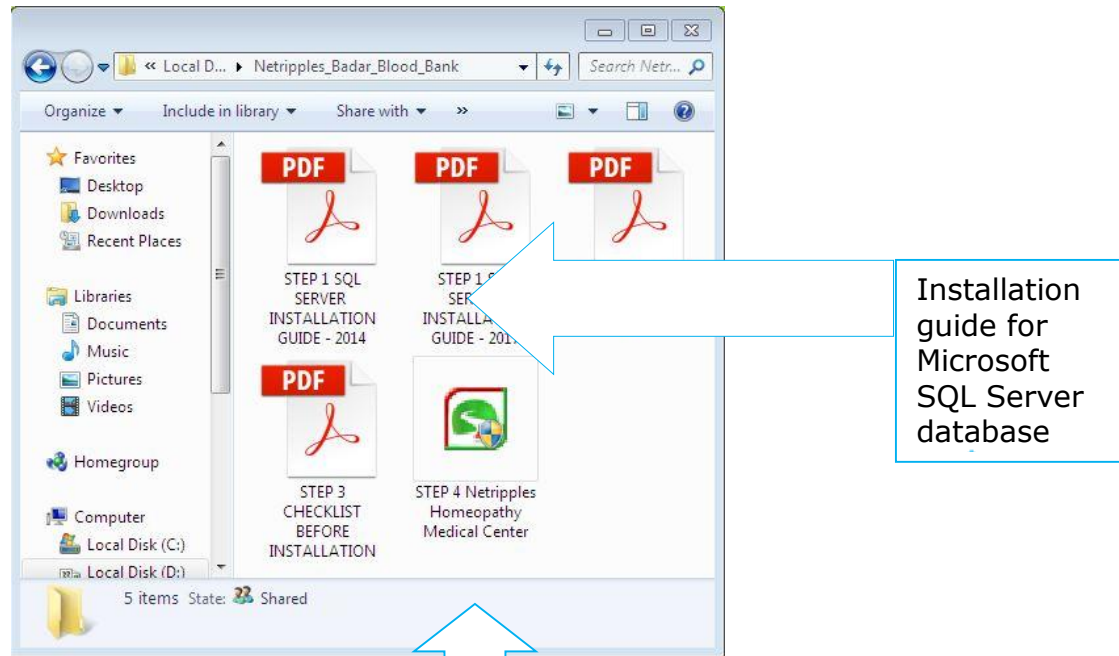 « Local D... ▸ Netripples_Badar_Blood_Bank
Search Netr...
Organize
Include in library
Share with
»
Favorites
Desktop
Downloads
Recent Places
Libraries
Documents
Music
Pictures
Videos
Homegroup
Computer
Local Disk (C:)
Local Disk (D:)
PDF
STEP 1 SQL
SERVER
INSTALLATION
GUIDE - 2014
PDF
STEP 1
GUIDE -
PDF
PDF
STEP 3
CHECKLIST
BEFORE
INSTALLATION
STEP 4 Netripples
Homeopathy
Medical Center
5 items State: Shared
Installation
guide for
Microsoft
SQL Server
database